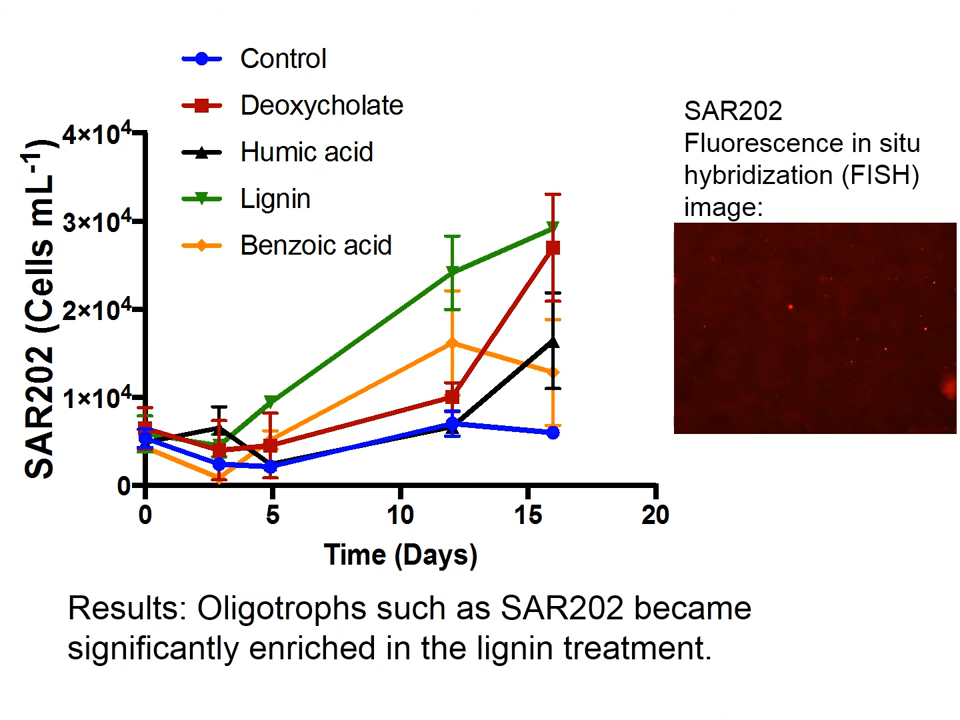 Control
Deoxycholate
Humic acid
Lignin
Benzoic acid
SAR202 (Cells mL⁻¹)
4×10⁴
3×10⁴
2×10⁴
1×10⁴
0
0 5 10 15 20
Time (Days)
SAR202
Fluorescence in situ
hybridization (FISH)
image:
Results: Oligotrophs such as SAR202 became
significantly enriched in the lignin treatment.